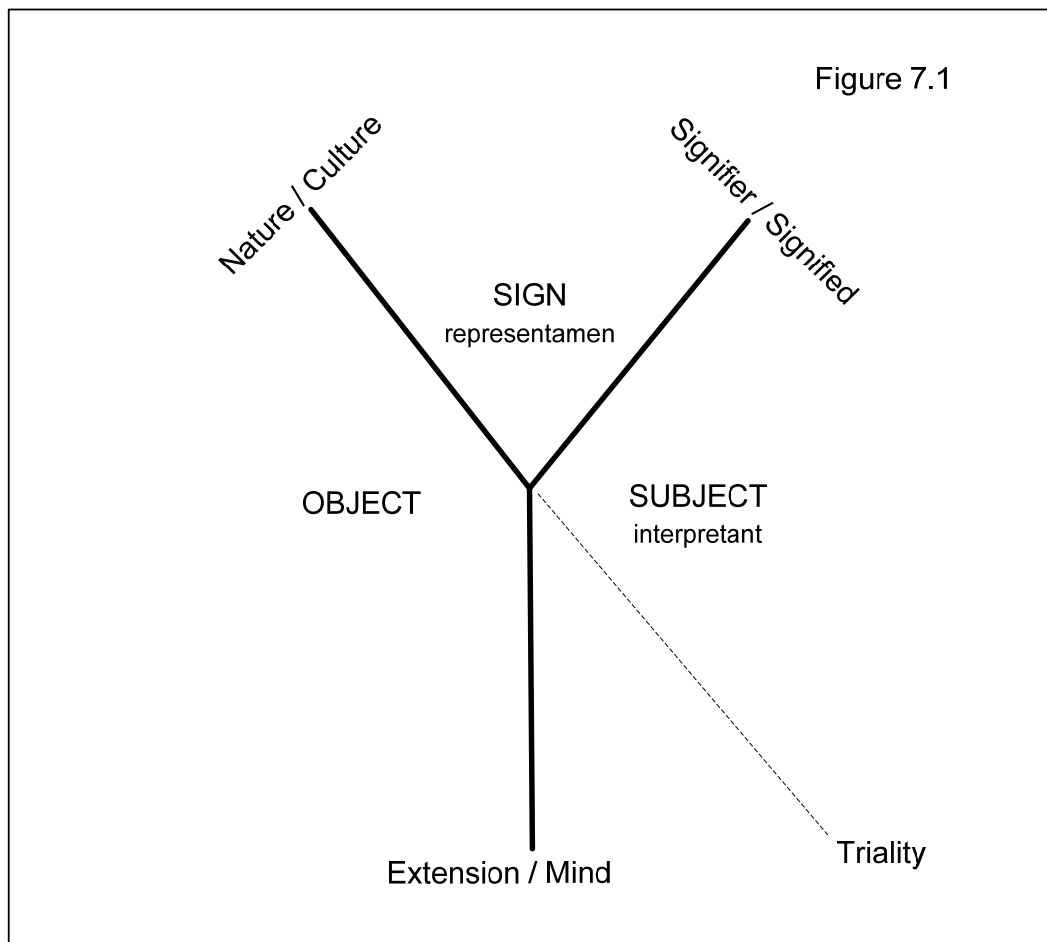 Figure 7.1
Nature / Culture
Signifier / Signified
SIGN
representamen
OBJECT
SUBJECT
interpretant
Triality
Extension / Mind